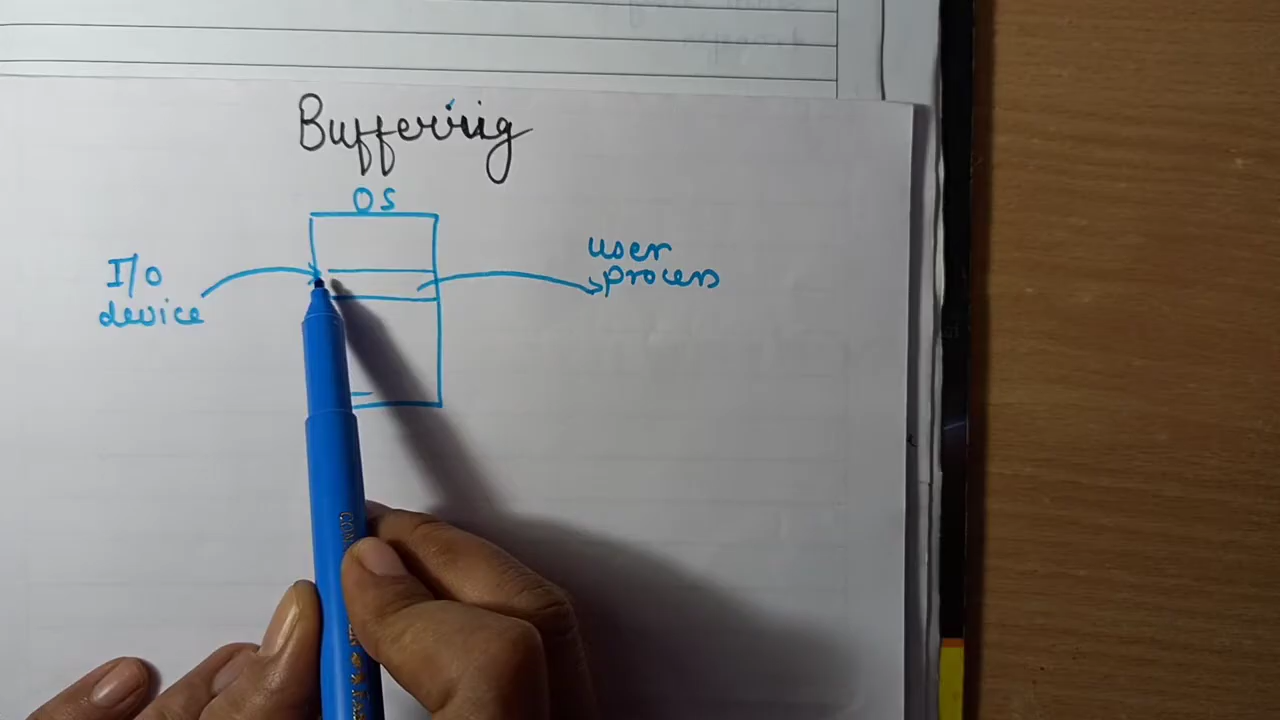 Buffering
OS
I/O
device
user
process